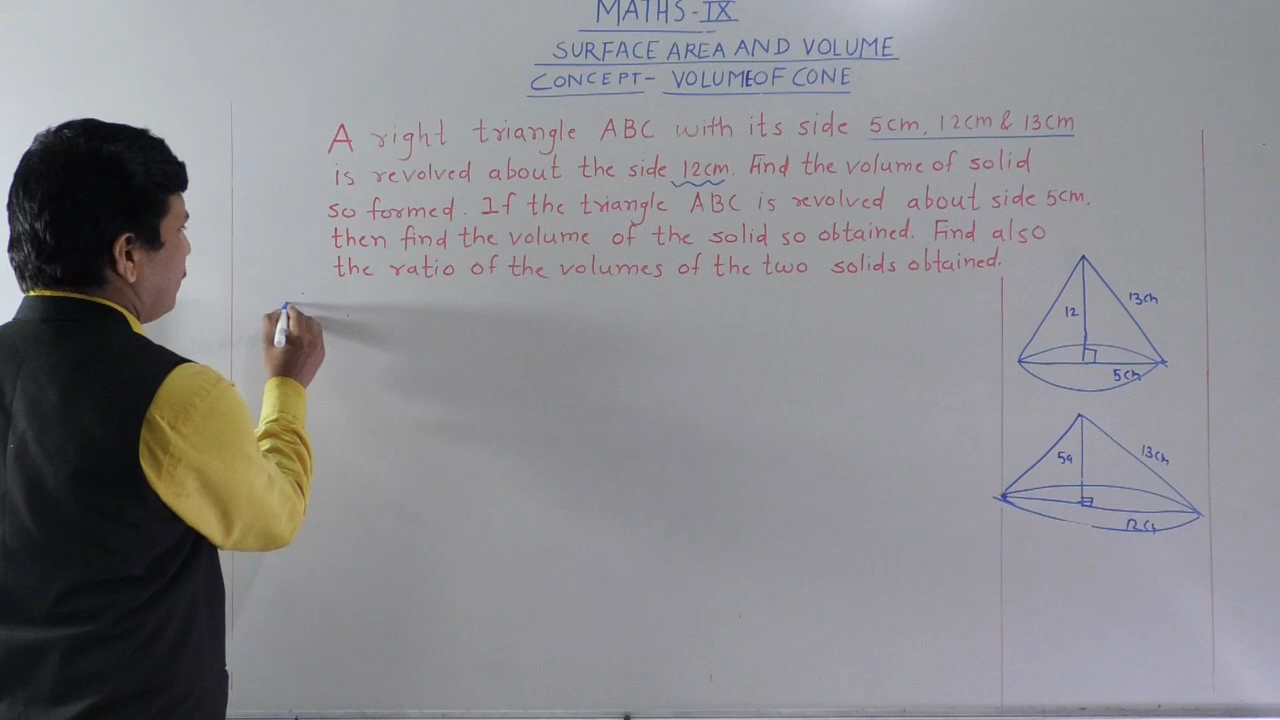 MATHS-IX
SURFACE AREA AND VOLUME
CONCEPT- VOLUME OF CONE
A right triangle ABC with its side 5cm, 12cm & 13cm
is revolved about the side 12cm. Find the volume of solid
so formed. If the triangle ABC is revolved about side 5cm.
then find the volume of the solid so obtained. Find also
the ratio of the volumes of the two solids obtained.
12
13cm
5cm
13cm